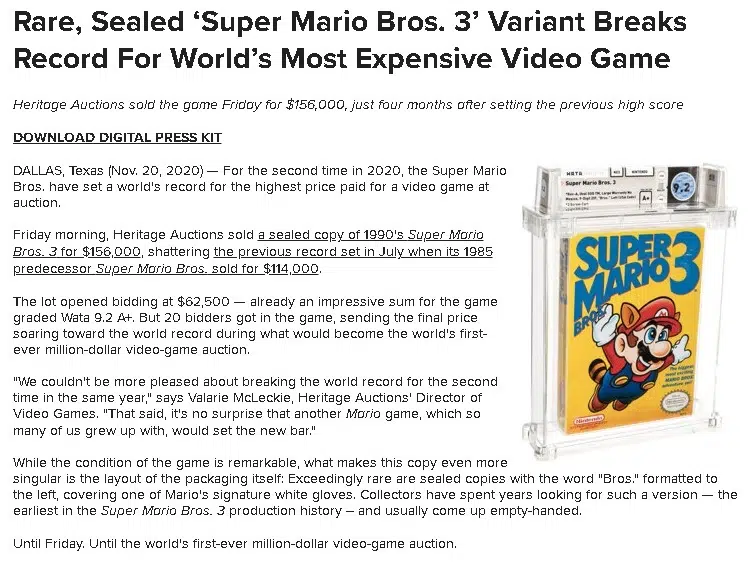 Rare, Sealed ‘Super Mario Bros. 3’ Variant Breaks
Record For World’s Most Expensive Video Game
Heritage Auctions sold the game Friday for $156,000, just four months after setting the previous high score
DOWNLOAD DIGITAL PRESS KIT
DALLAS, Texas (Nov. 20, 2020) — For the second time in 2020, the Super Mario
Bros. have set a world's record for the highest price paid for a video game at
auction.
Friday morning, Heritage Auctions sold a sealed copy of 1990's Super Mario
Bros. 3 for $156,000, shattering the previous record set in July when its 1985
predecessor Super Mario Bros. sold for $114,000.
The lot opened bidding at $62,500 — already an impressive sum for the game
graded Wata 9.2 A+. But 20 bidders got in the game, sending the final price
soaring toward the world record during what would become the world's first-
ever million-dollar video-game auction.
"We couldn't be more pleased about breaking the world record for the second
time in the same year," says Valarie McLeckie, Heritage Auctions' Director of
Video Games. "That said, it's no surprise that another Mario game, which so
many of us grew up with, would set the new bar."
While the condition of the game is remarkable, what makes this copy even more
singular is the layout of the packaging itself: Exceedingly rare are sealed copies with the word "Bros." formatted to
the left, covering one of Mario's signature white gloves. Collectors have spent years looking for such a version — the
earliest in the Super Mario Bros. 3 production history – and usually come up empty-handed.
Until Friday. Until the world's first-ever million-dollar video-game auction.
WATA
NES
NINTENDO
Super Mario Bros. 3
A+
9.2
SUPER
MARIO 3
BROS.
Nintendo